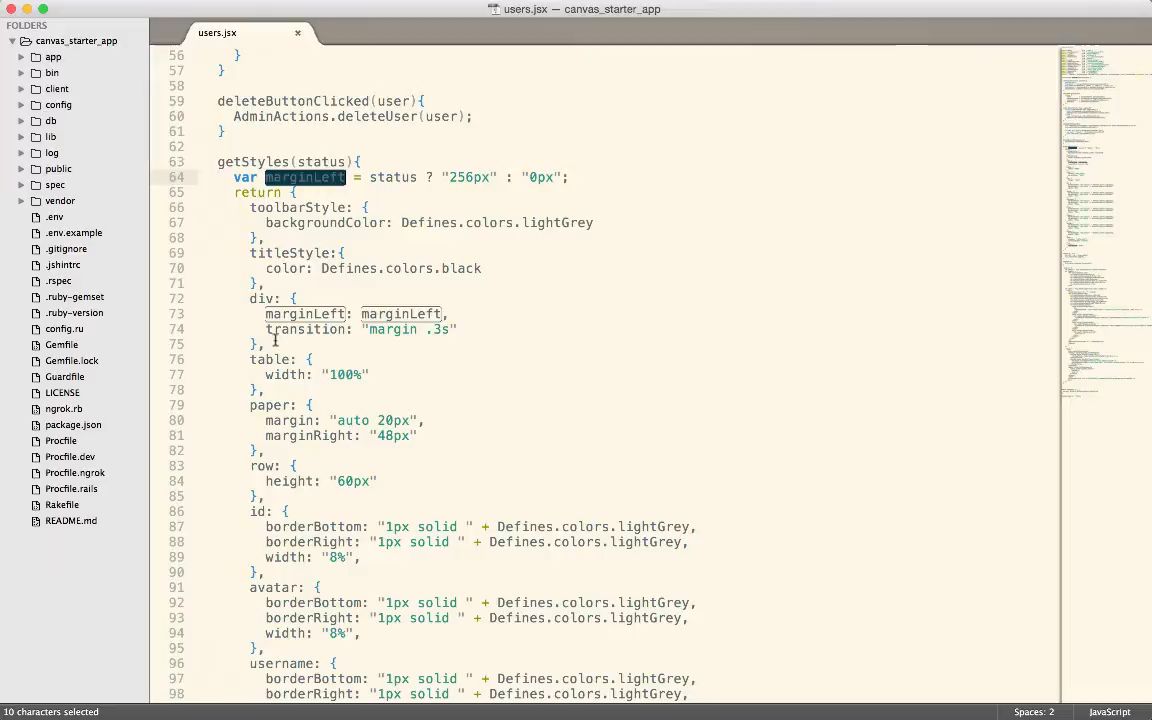 users.jsx — canvas_starter_app
FOLDERS
canvas_starter_app
app
bin
client
config
db
lib
log
public
spec
vendor
.env
.env.example
.gitignore
.jshintrc
.rspec
.ruby-gemset
.ruby-version
config.ru
Gemfile
Gemfile.lock
Guardfile
LICENSE
ngrok.rb
package.json
Procfile
Procfile.dev
Procfile.ngrok
Procfile.rails
Rakefile
README.md
users.jsx ×
56 }
57 }
58
59 deleteButtonClicked(user){
60 AdminActions.deleteUser(user);
61 }
62
63 getStyles(status){
64 var marginLeft = status ? "256px" : "0px";
65 return {
66 toolbarStyle: {
67 backgroundColor: Defines.colors.lightGrey
68 },
69 titleStyle:{
70 color: Defines.colors.black
71 },
72 div: {
73 marginLeft: marginLeft,
74 transition: "margin .3s"
75 },
76 table: {
77 width: "100%"
78 },
79 paper: {
80 margin: "auto 20px",
81 marginRight: "48px"
82 },
83 row: {
84 height: "60px"
85 },
86 id: {
87 borderBottom: "1px solid " + Defines.colors.lightGrey,
88 borderRight: "1px solid " + Defines.colors.lightGrey,
89 width: "8%",
90 },
91 avatar: {
92 borderBottom: "1px solid " + Defines.colors.lightGrey,
93 borderRight: "1px solid " + Defines.colors.lightGrey,
94 width: "8%",
95 },
96 username: {
97 borderBottom: "1px solid " + Defines.colors.lightGrey,
98 borderRight: "1px solid " + Defines.colors.lightGrey,
10 characters selected
Spaces: 2
JavaScript